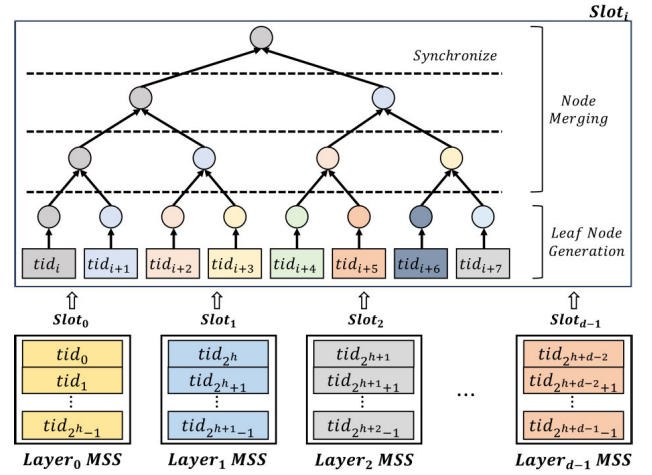 Slot_i
Synchronize
Node
Merging
Leaf Node
Generation
tid_i tid_{i+1} tid_{i+2} tid_{i+3} tid_{i+4} tid_{i+5} tid_{i+6} tid_{i+7}
Slot_0 Slot_1 Slot_2 Slot_{d-1}
tid_0 tid_{2^h} tid_{2^{h+1}} tid_{2^{h+d-2}}
tid_1 tid_{2^h+1} tid_{2^{h+1}+1} tid_{2^{h+d-2}+1}
⋮ ⋮ ⋮ ... ⋮
tid_{2^h-1} tid_{2^{h+1}-1} tid_{2^{h+2}-1} tid_{2^{h+d-1}-1}
Layer_0 MSS Layer_1 MSS Layer_2 MSS Layer_{d-1} MSS